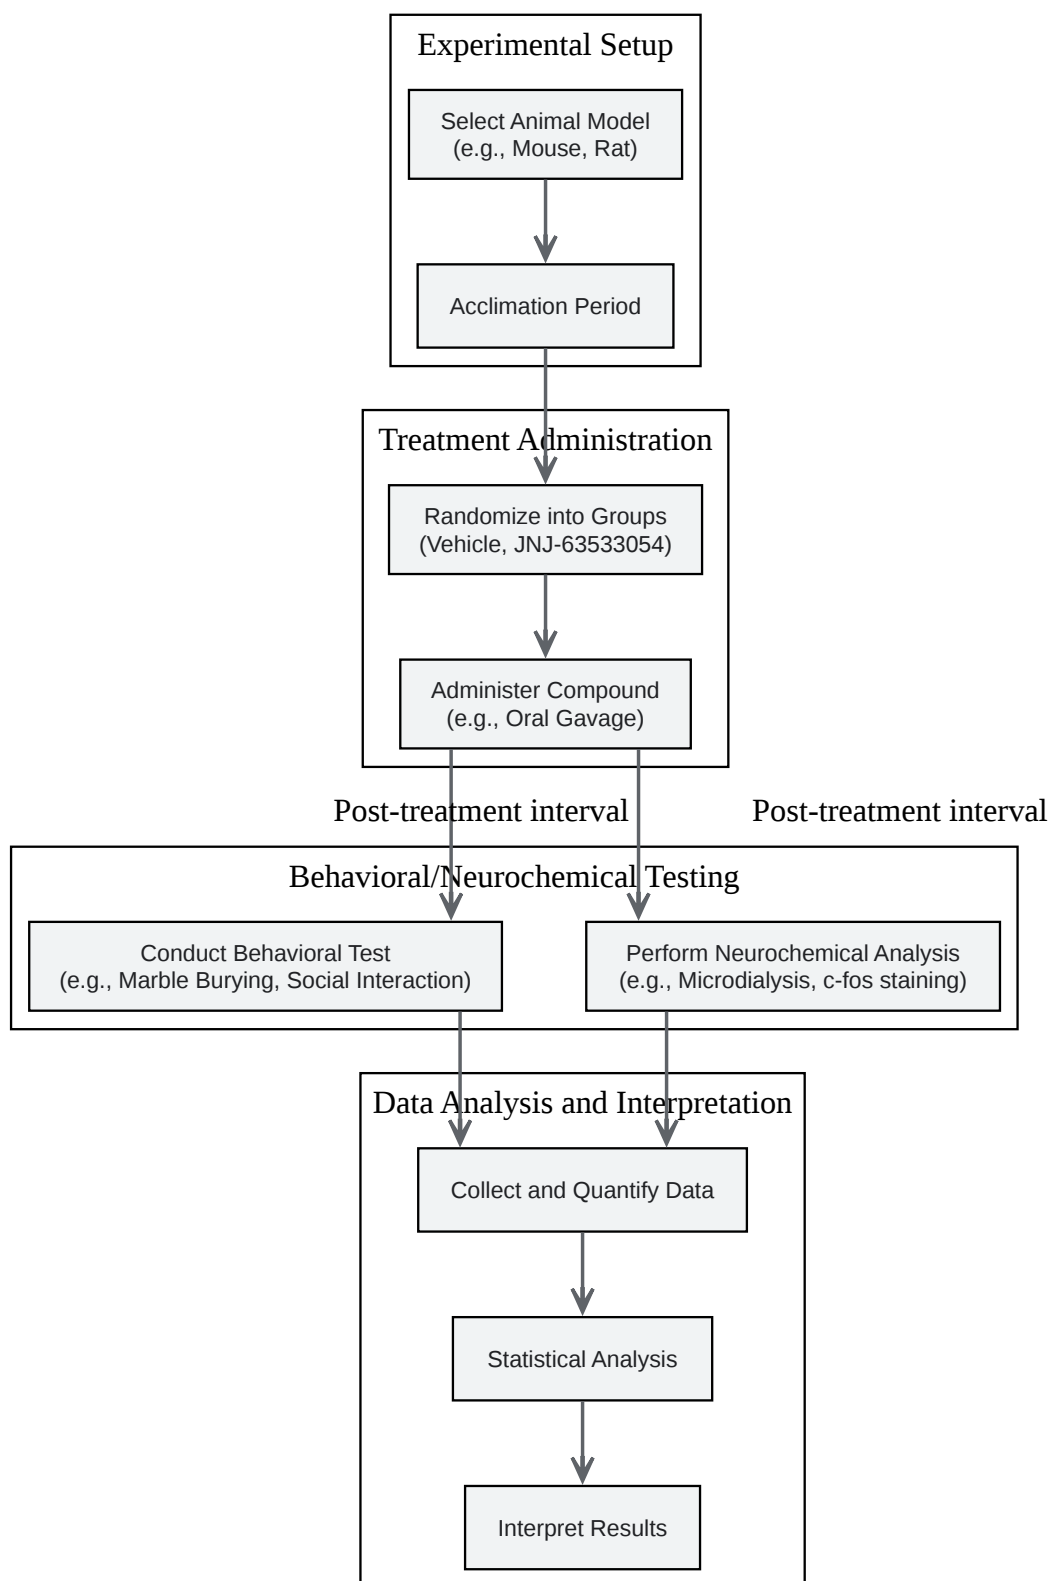 Experimental Setup
Select Animal Model
(e.g., Mouse, Rat)
Acclimation Period
Treatment Administration
Randomize into Groups
(Vehicle, JNJ-63533054)
Administer Compound
(e.g., Oral Gavage)
Post-treatment interval
Post-treatment interval
Behavioral/Neurochemical Testing
Conduct Behavioral Test
(e.g., Marble Burying, Social Interaction)
Perform Neurochemical Analysis
(e.g., Microdialysis, c-fos staining)
Data Analysis and Interpretation
Collect and Quantify Data
Statistical Analysis
Interpret Results